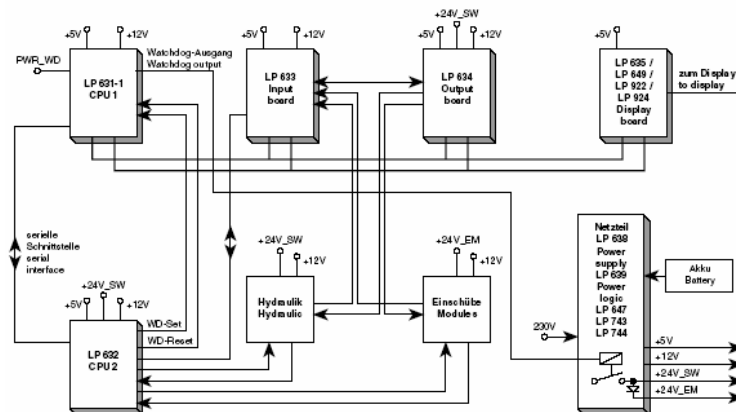 +5V
+12V
PWR_WD
LP 631-1
CPU 1
Watchdog-Ausgang
Watchdog output
+5V
+12V
LP 633
Input
board
+24V_SW
+5V
+12V
LP 634
Output
board
+5V
LP 635 /
LP 649 /
LP 922 /
LP 924
Display
board
zum Display
to display
serielle
Schnittstelle
serial
interface
+24V_SW
+5V
+12V
LP 632
CPU 2
WD-Set
WD-Reset
+24V_SW
+12V
Hydraulik
Hydraulic
+24V_EM
+12V
Einschübe
Modules
Netzteil
LP 638
Power
supply
LP 639
Power
logic
LP 647
LP 743
LP 744
Akku
Battery
230V
+5V
+12V
+24V_SW
+24V_EM